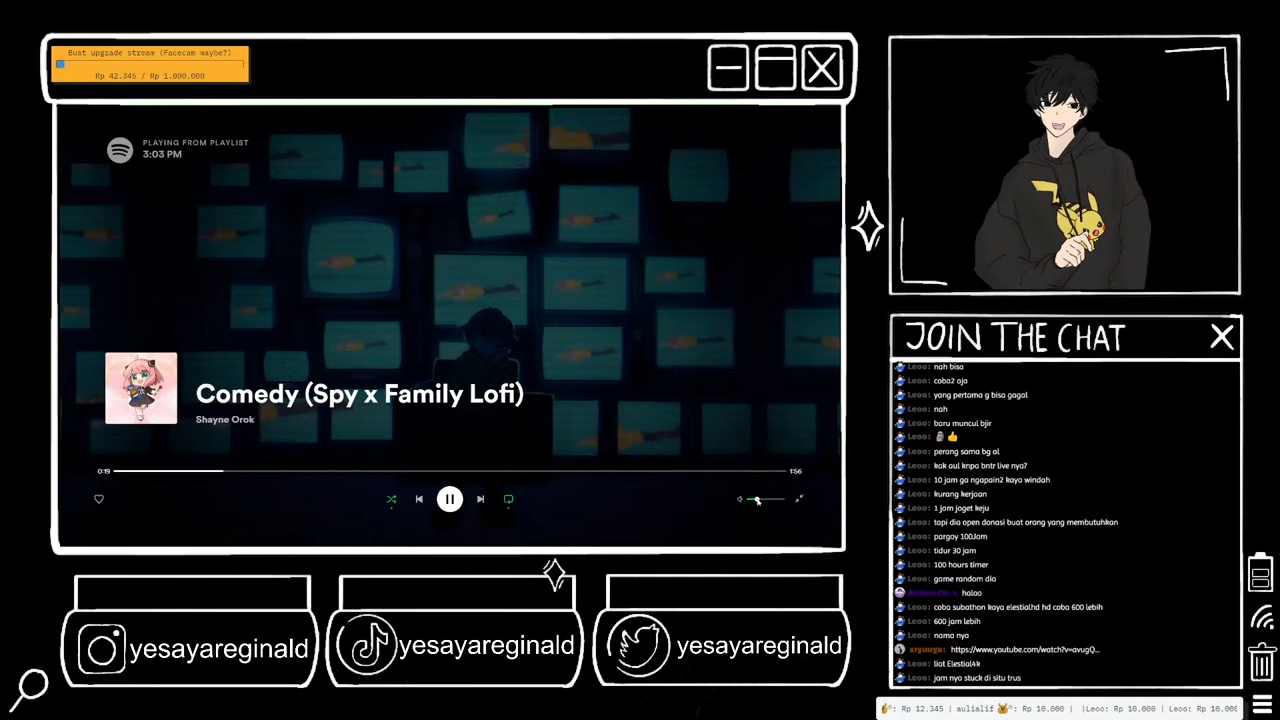 Buat upgrade stream (Facecam maybe?)
Rp 42.345 / Rp 1.000.000
PLAYING FROM PLAYLIST
3:03 PM
Comedy (Spy x Family Lofi)
Shayne Orok
0:19
1:56
JOIN THE CHAT
Leoo: nah bisa
Leoo: coba2 aja
Leoo: yang pertama g bisa gagal
Leoo: nah
Leoo: baru muncul bjir
Leoo: 🗿👍
Leoo: perang sama bg al
Leoo: kak aul knpa bntr live nya?
Leoo: 10 jam ga ngapain2 kaya windah
Leoo: kurang kerjaan
Leoo: 1 jam joget keju
Leoo: tapi dia open donasi buat orang yang membutuhkan
Leoo: pargoy 100Jam
Leoo: tidur 30 jam
Leoo: 100 hours timer
Leoo: game random dia
haloo
Leoo: coba subathon kaya elestialhd hd coba 600 lebih
Leoo: 600 jam lebih
Leoo: nama nya
xryuuga: https://www.youtube.com/watch?v=avugQ...
Leoo: liat Elestial4k
Leoo: jam nya stuck di situ trus
yesayareginald
yesayareginald
yesayareginald
: Rp 12.345 | aulialif : Rp 10.000 | |Leoo: Rp 10.000 | Leoo: Rp 10.000